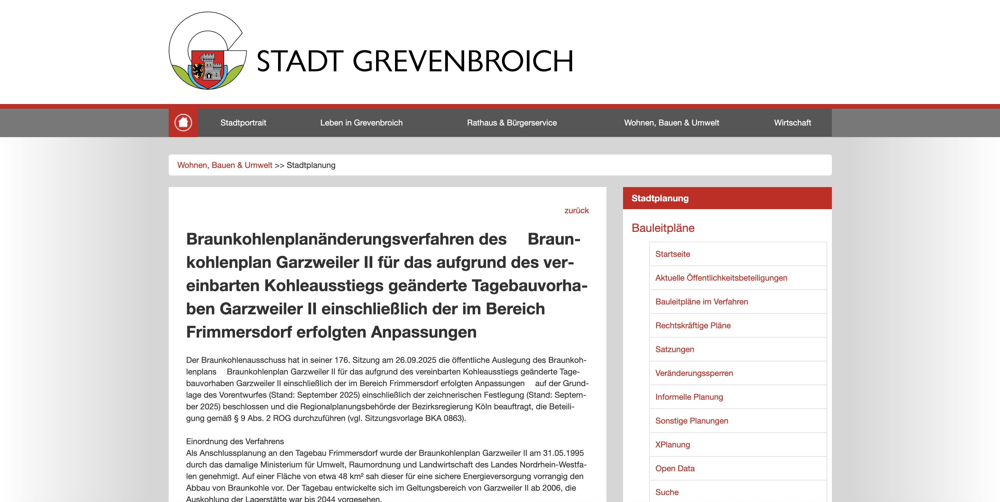 STADT GREVENBROICH
Stadtportrait
Leben in Grevenbroich
Rathaus & Bürgerservice
Wohnen, Bauen & Umwelt
Wirtschaft
Wohnen, Bauen & Umwelt >> Stadtplanung
zurück
Braunkohlenplanänderungsverfahren des Braun-
kohlenplan Garzweiler II für das aufgrund des ver-
einbarten Kohleausstiegs geänderte Tagebauvorha-
ben Garzweiler II einschließlich der im Bereich
Frimmersdorf erfolgten Anpassungen
Der Braunkohlenausschuss hat in seiner 176. Sitzung am 26.09.2025 die öffentliche Auslegung des Braunkoh-
lenplans Braunkohlenplan Garzweiler II für das aufgrund des vereinbarten Kohleausstiegs geänderte Tage-
bauvorhaben Garzweiler II einschließlich der im Bereich Frimmersdorf erfolgten Anpassungen auf der Grund-
lage des Vorentwurfes (Stand: September 2025) einschließlich der zeichnerischen Festlegung (Stand: Septem-
ber 2025) beschlossen und die Regionalplanungsbehörde der Bezirksregierung Köln beauftragt, die Beteili-
gung gemäß § 9 Abs. 2 ROG durchzuführen (vgl. Sitzungsvorlage BKA 0863).
Einordnung des Verfahrens
Als Anschlussplanung an den Tagebau Frimmersdorf wurde der Braunkohlenplan Garzweiler II am 31.05.1995
durch das damalige Ministerium für Umwelt, Raumordnung und Landwirtschaft des Landes Nordrhein-Westfa-
len genehmigt. Auf einer Fläche von etwa 48 km² sah dieser für eine sichere Energieversorgung vorrangig den
Abbau von Braunkohle vor. Der Tagebau entwickelte sich im Geltungsbereich von Garzweiler II ab 2006, die
Auskohlung der Lagerstätte war bis 2044 vorgesehen.
Stadtplanung
Bauleitpläne
Startseite
Aktuelle Öffentlichkeitsbeteiligungen
Bauleitpläne im Verfahren
Rechtskräftige Pläne
Satzungen
Veränderungssperren
Informelle Planung
Sonstige Planungen
XPlanung
Open Data
Suche